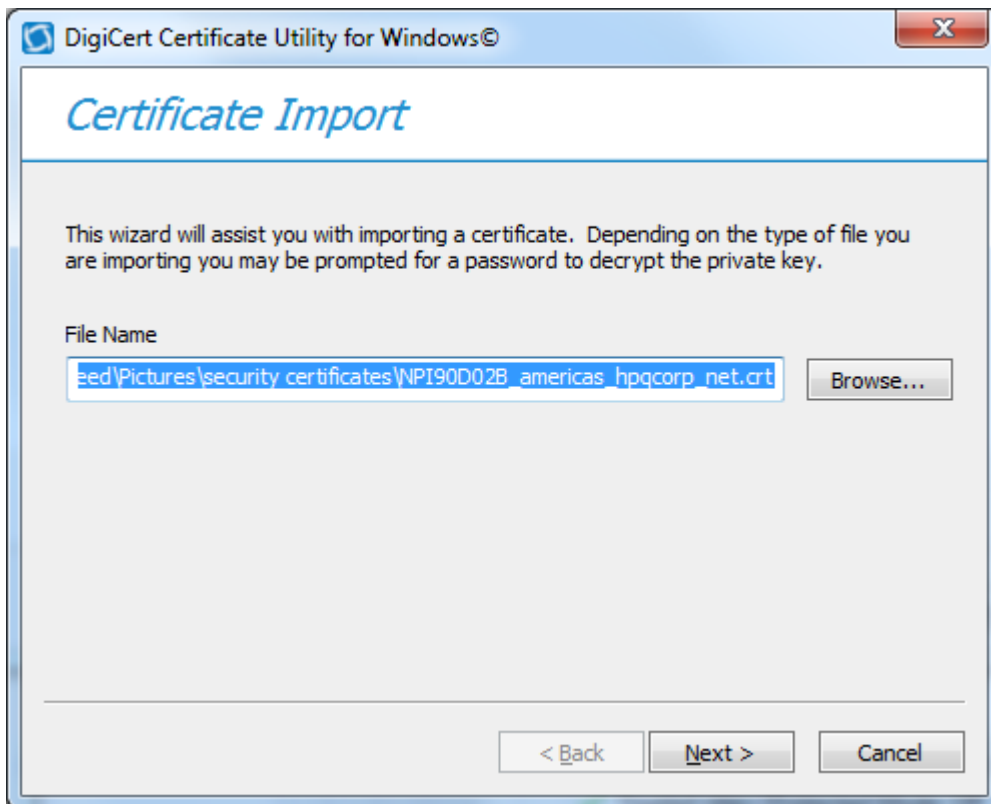 DigiCert Certificate Utility for Windows©
X
Certificate Import
This wizard will assist you with importing a certificate.  Depending on the type of file you
are importing you may be prompted for a password to decrypt the private key.
File Name
eed\Pictures\security certificates\NPI90D02B_americas_hpqcorp_net.crt
Browse...
< Back
Next >
Cancel